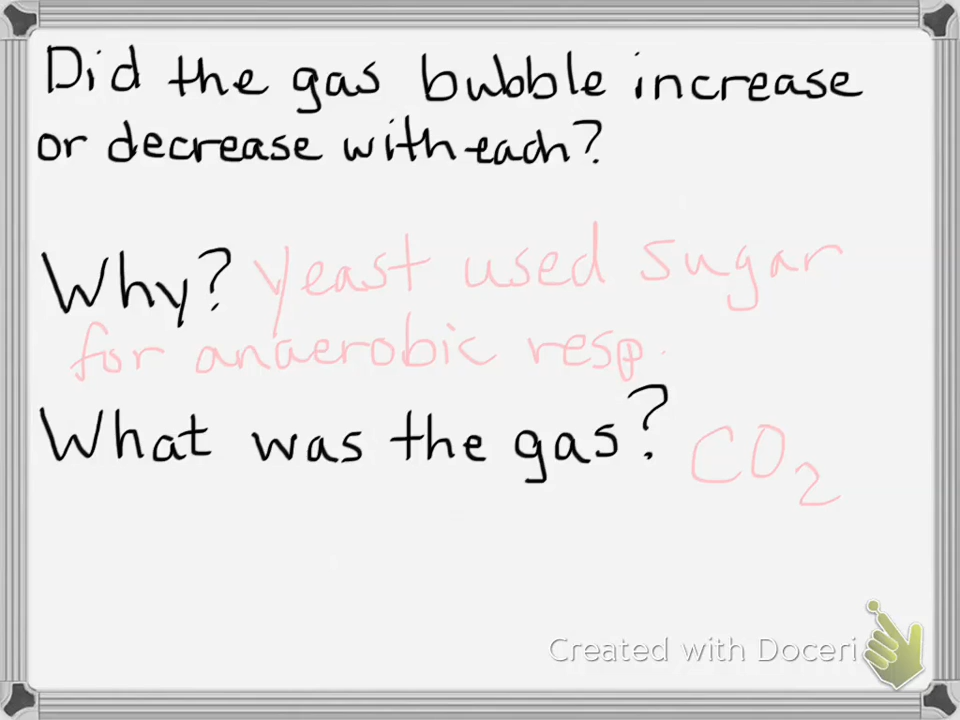 Did the gas bubble increase
or decrease with each?
Why? Yeast used sugar
for anaerobic resp.
What was the gas? CO₂
Created with Doceri